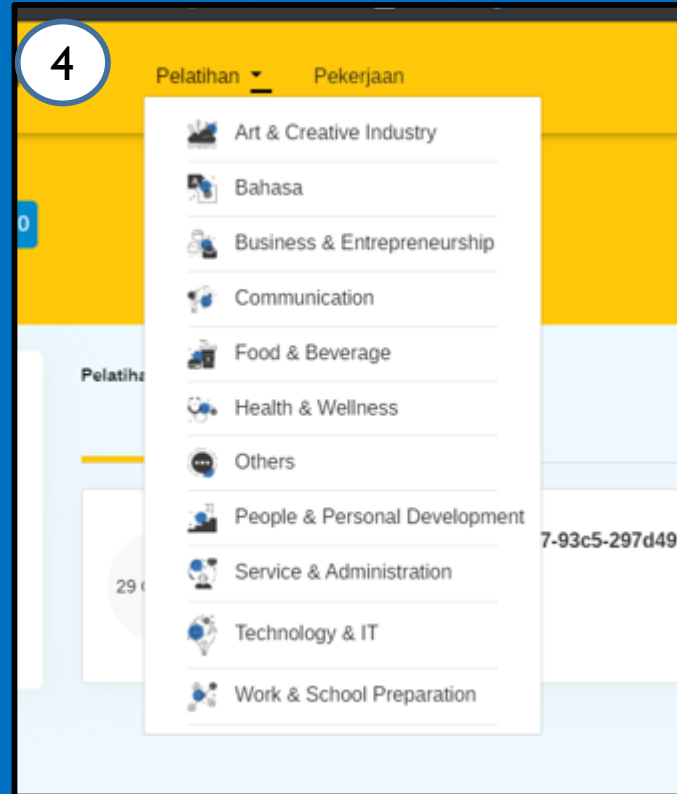 4
Pelatihan
Pekerjaan
Art & Creative Industry
Bahasa
Business & Entrepreneurship
Communication
Food & Beverage
Health & Wellness
Others
People & Personal Development
Service & Administration
Technology & IT
Work & School Preparation
0
Pelatiha
7-93c5-297d49
29